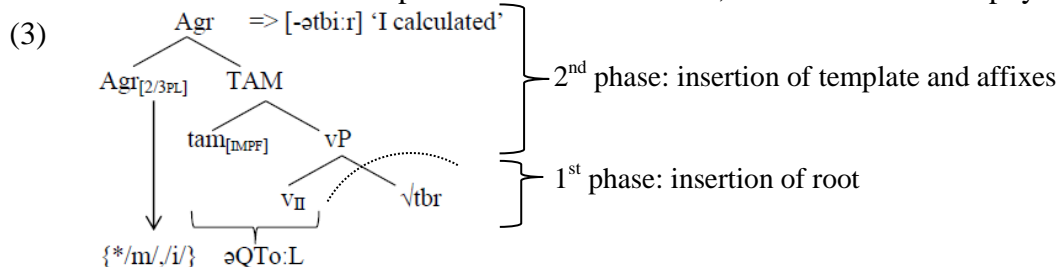 (3)
Agr => [-ətbi:r] 'I calculated'
Agr[2/3PL] TAM
2nd phase: insertion of template and affixes
tam[IMPF] vP
1st phase: insertion of root
vII √tbr
{*/m/,/i/} əQTo:L